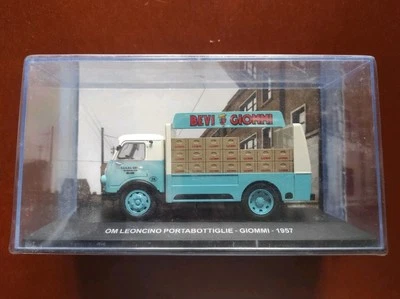 BEVI GIOMMI
OM LEONCINO PORTABOTTIGLIE - GIOMMI - 1957